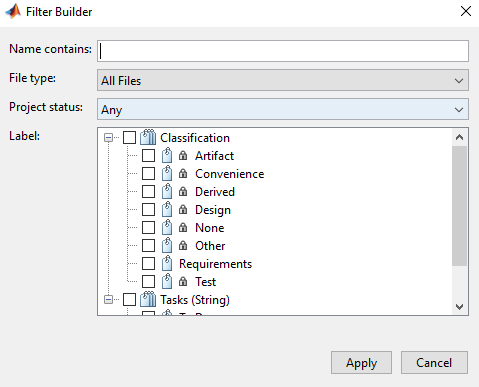 Filter Builder
Name contains:
File type: All Files
Project status: Any
Label:
Classification
Artifact
Convenience
Derived
Design
None
Other
Requirements
Test
Tasks (String)
Apply Cancel